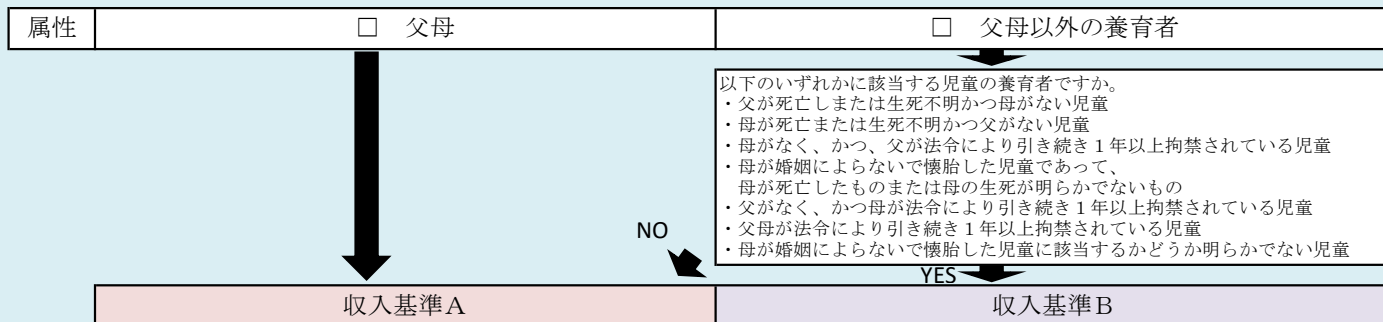 属性 □ 父母 □ 父母以外の養育者
以下のいずれかに該当する児童の養育者ですか。
・父が死亡しまたは生死不明かつ母がない児童
・母が死亡または生死不明かつ父がない児童
・母がなく、かつ、父が法令により引き続き１年以上拘禁されている児童
・母が婚姻によらないで懐胎した児童であって、
母が死亡したものまたは母の生死が明らかでないもの
・父がなく、かつ母が法令により引き続き１年以上拘禁されている児童
・父母が法令により引き続き１年以上拘禁されている児童
・母が婚姻によらないで懐胎した児童に該当するかどうか明らかでない児童
NO
YES
収入基準A 収入基準B